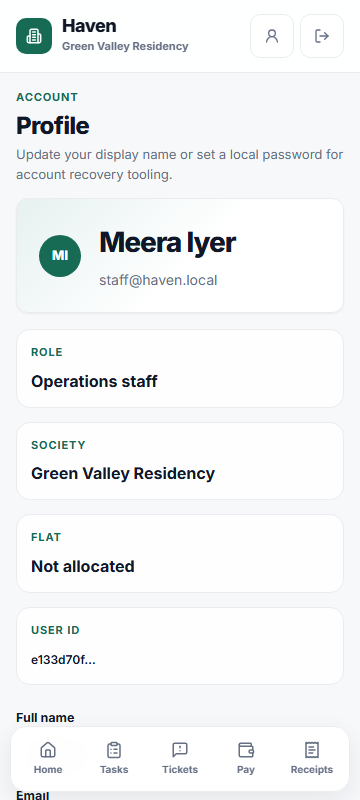 Haven
Green Valley Residency
ACCOUNT
Profile
Update your display name or set a local password for
account recovery tooling.
MI
Meera Iyer
staff@haven.local
ROLE
Operations staff
SOCIETY
Green Valley Residency
FLAT
Not allocated
USER ID
e133d70f...
Full name
Home
Tasks
Tickets
Pay
Receipts
Email